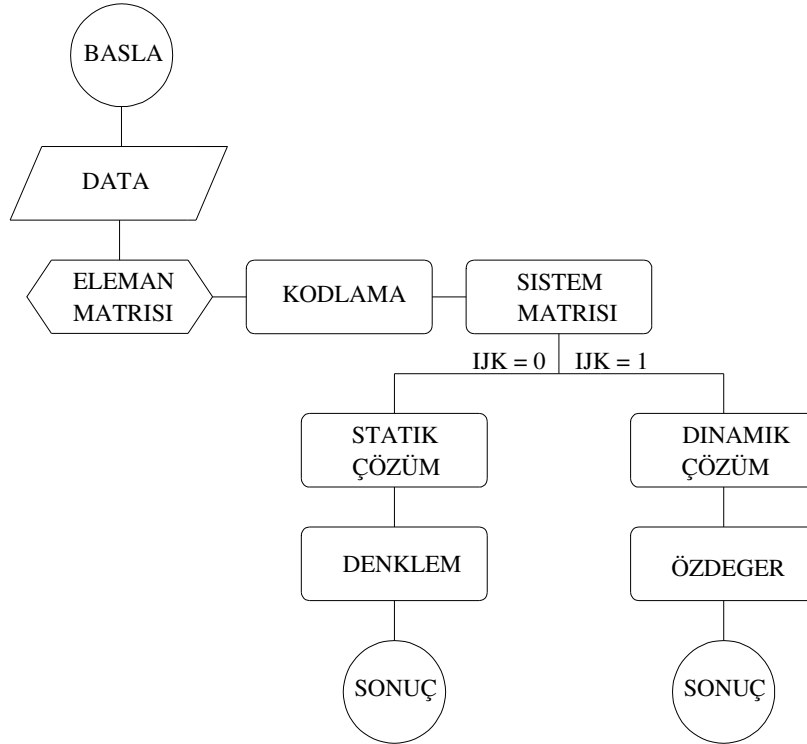 BASLA
DATA
ELEMAN
MATRISI
KODLAMA
SISTEM
MATRISI
IJK = 0
IJK = 1
STATIK
ÇÖZÜM
DINAMIK
ÇÖZÜM
DENKLEM
ÖZDEGER
SONUÇ
SONUÇ